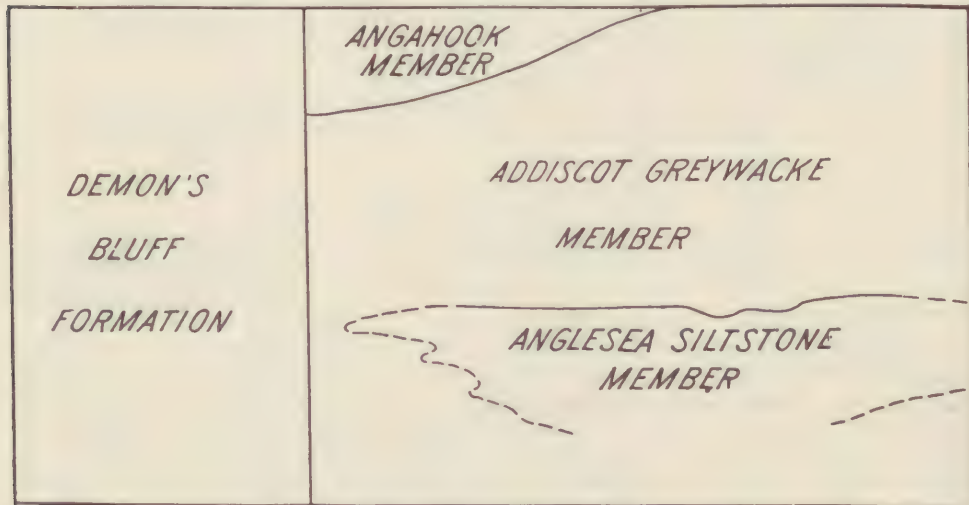 ANGAHOOK
MEMBER
DEMON'S
BLUFF
FORMATION
ADDISCOT GREYWACKE
MEMBER
ANGLESEA SILTSTONE
MEMBER